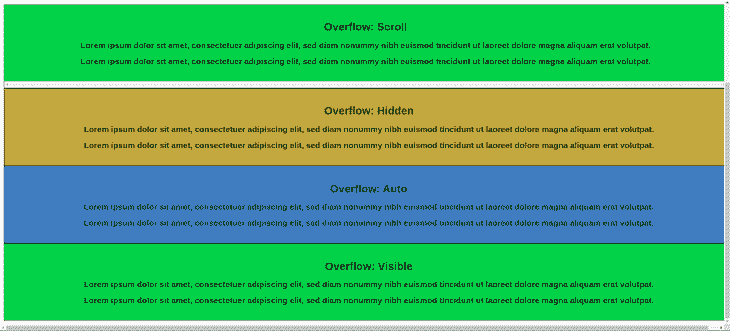 Overflow: Scroll
Lorem ipsum dolor sit amet, consectetuer adipiscing elit, sed diam nonummy nibh euismod tincidunt ut laoreet dolore magna aliquam erat volutpat.
Lorem ipsum dolor sit amet, consectetuer adipiscing elit, sed diam nonummy nibh euismod tincidunt ut laoreet dolore magna aliquam erat volutpat.
Overflow: Hidden
Lorem ipsum dolor sit amet, consectetuer adipiscing elit, sed diam nonummy nibh euismod tincidunt ut laoreet dolore magna aliquam erat volutpat.
Lorem ipsum dolor sit amet, consectetuer adipiscing elit, sed diam nonummy nibh euismod tincidunt ut laoreet dolore magna aliquam erat volutpat.
Overflow: Auto
Lorem ipsum dolor sit amet, consectetuer adipiscing elit, sed diam nonummy nibh euismod tincidunt ut laoreet dolore magna aliquam erat volutpat.
Lorem ipsum dolor sit amet, consectetuer adipiscing elit, sed diam nonummy nibh euismod tincidunt ut laoreet dolore magna aliquam erat volutpat.
Overflow: Visible
Lorem ipsum dolor sit amet, consectetuer adipiscing elit, sed diam nonummy nibh euismod tincidunt ut laoreet dolore magna aliquam erat volutpat.
Lorem ipsum dolor sit amet, consectetuer adipiscing elit, sed diam nonummy nibh euismod tincidunt ut laoreet dolore magna aliquam erat volutpat.